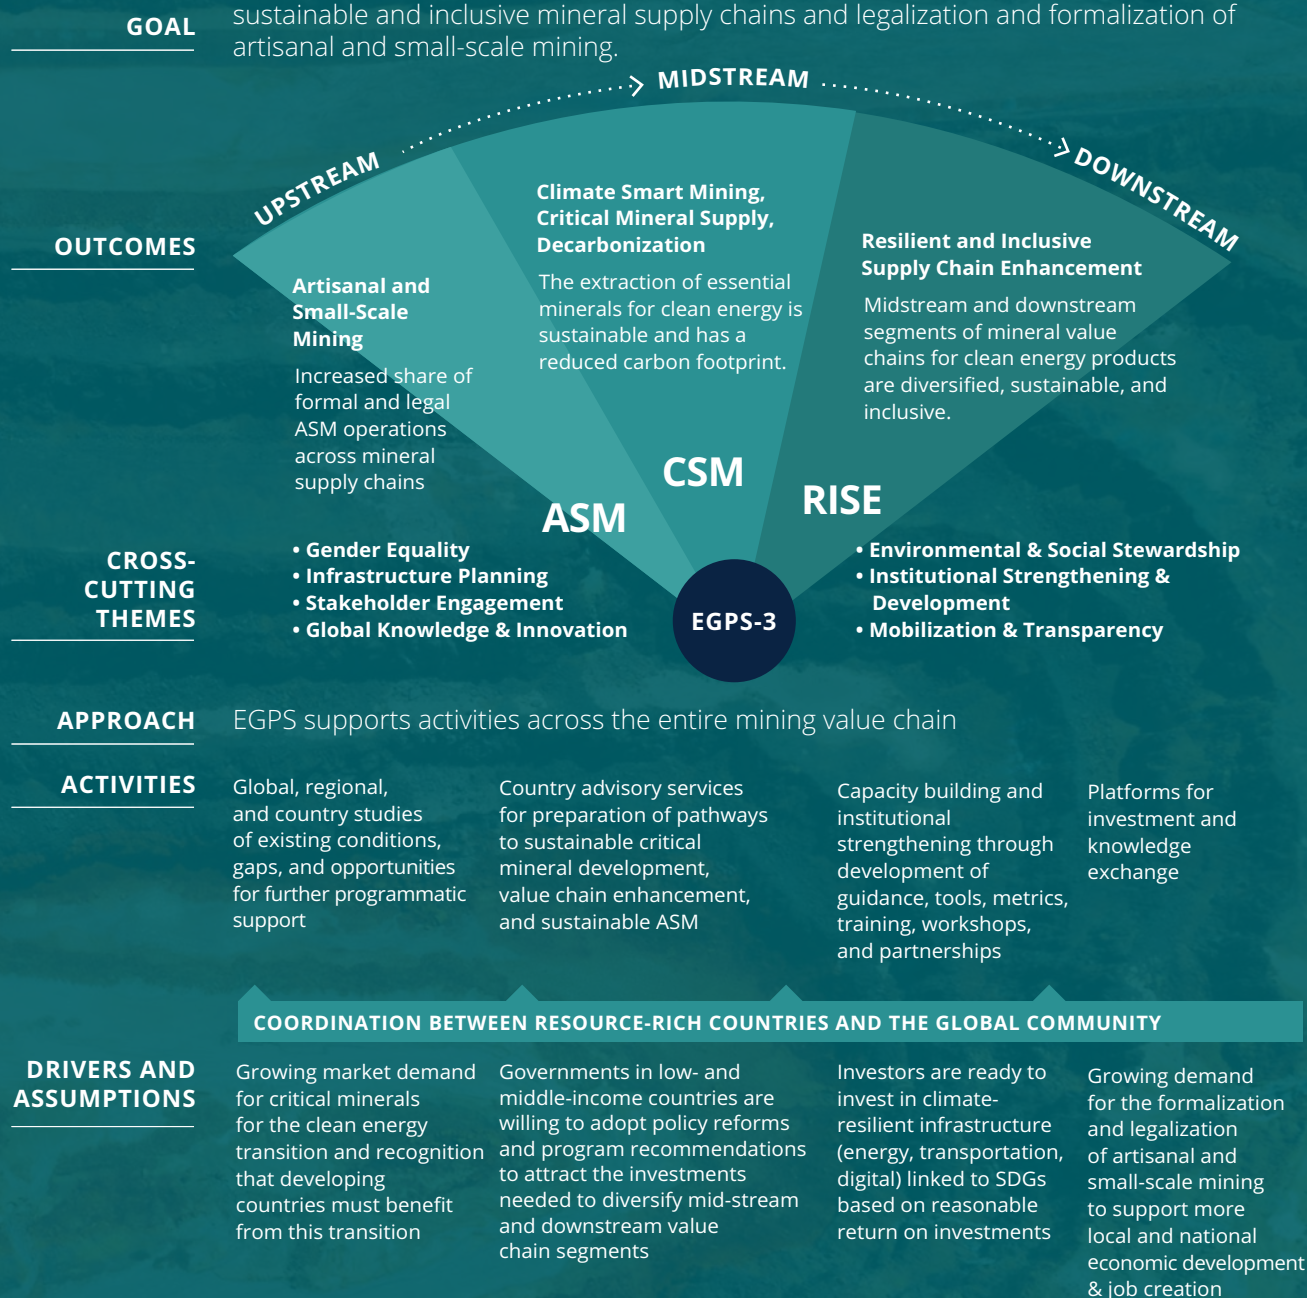 GOAL
sustainable and inclusive mineral supply chains and legalization and formalization of
artisanal and small-scale mining.
UPSTREAM
MIDSTREAM
DOWNSTREAM
OUTCOMES
Artisanal and
Small-Scale
Mining
Increased share of
formal and legal
ASM operations
across mineral
supply chains
Climate Smart Mining,
Critical Mineral Supply,
Decarbonization
The extraction of essential
minerals for clean energy is
sustainable and has a
reduced carbon footprint.
Resilient and Inclusive
Supply Chain Enhancement
Midstream and downstream
segments of mineral value
chains for clean energy products
are diversified, sustainable, and
inclusive.
ASM
CSM
RISE
EGPS-3
CROSS-
CUTTING
THEMES
• Gender Equality
• Infrastructure Planning
• Stakeholder Engagement
• Global Knowledge & Innovation
• Environmental & Social Stewardship
• Institutional Strengthening &
Development
• Mobilization & Transparency
APPROACH
EGPS supports activities across the entire mining value chain
ACTIVITIES
Global, regional,
and country studies
of existing conditions,
gaps, and opportunities
for further programmatic
support
Country advisory services
for preparation of pathways
to sustainable critical
mineral development,
value chain enhancement,
and sustainable ASM
Capacity building and
institutional
strengthening through
development of
guidance, tools, metrics,
training, workshops,
and partnerships
Platforms for
investment and
knowledge
exchange
COORDINATION BETWEEN RESOURCE-RICH COUNTRIES AND THE GLOBAL COMMUNITY
DRIVERS AND
ASSUMPTIONS
Growing market demand
for critical minerals
for the clean energy
transition and recognition
that developing
countries must benefit
from this transition
Governments in low- and
middle-income countries are
willing to adopt policy reforms
and program recommendations
to attract the investments
needed to diversify mid-stream
and downstream value
chain segments
Investors are ready to
invest in climate-
resilient infrastructure
(energy, transportation,
digital) linked to SDGs
based on reasonable
return on investments
Growing demand
for the formalization
and legalization
of artisanal and
small-scale mining
to support more
local and national
economic development
& job creation